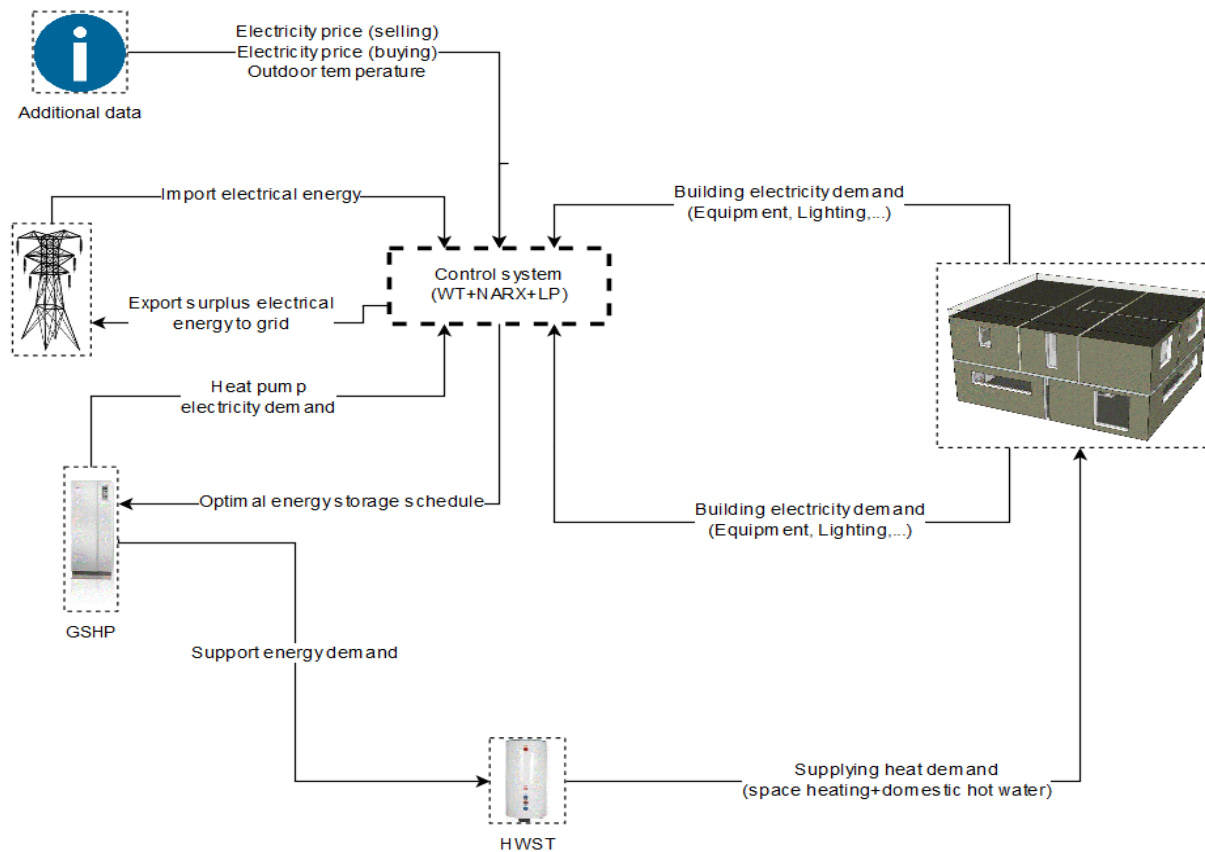 Electricity price (selling)
Electricity price (buying)
Outdoor temperature
Additional data
Import electrical energy
Building electricity demand
(Equipment, Lighting,...)
Control system
(WT+NARX+LP)
Export surplus electrical
energy to grid
Heat pump
electricity demand
Optimal energy storage schedule
Building electricity demand
(Equipment, Lighting,...)
GSHP
Support energy demand
Supplying heat demand
(space heating+domestic hot water)
HWST